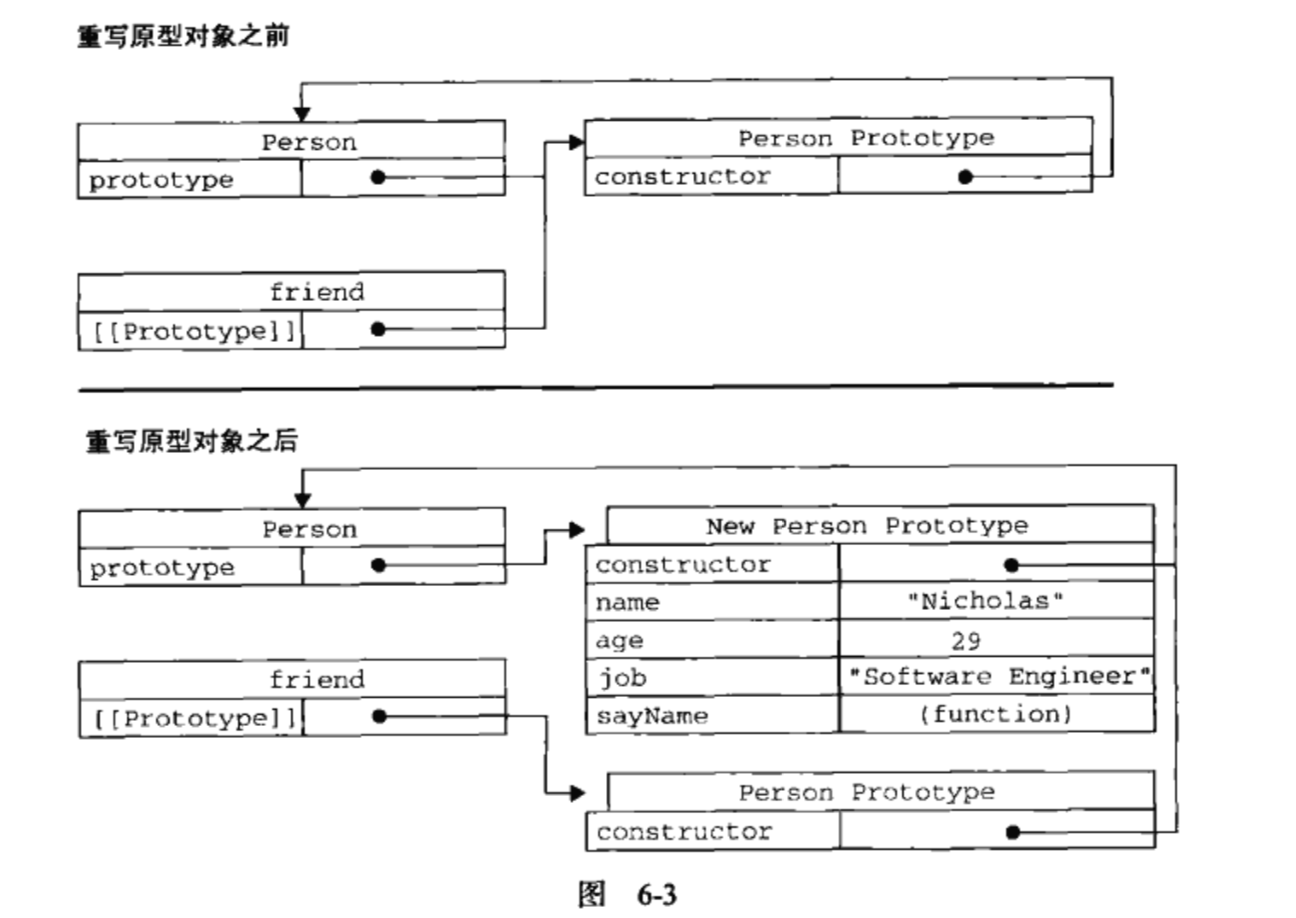 重写原型对象之前
Person
prototype
Person Prototype
constructor
friend
[[Prototype]]
重写原型对象之后
Person
prototype
New Person Prototype
constructor
name "Nicholas"
age 29
job "Software Engineer"
sayName (function)
friend
[[Prototype]]
Person Prototype
constructor
图 6-3